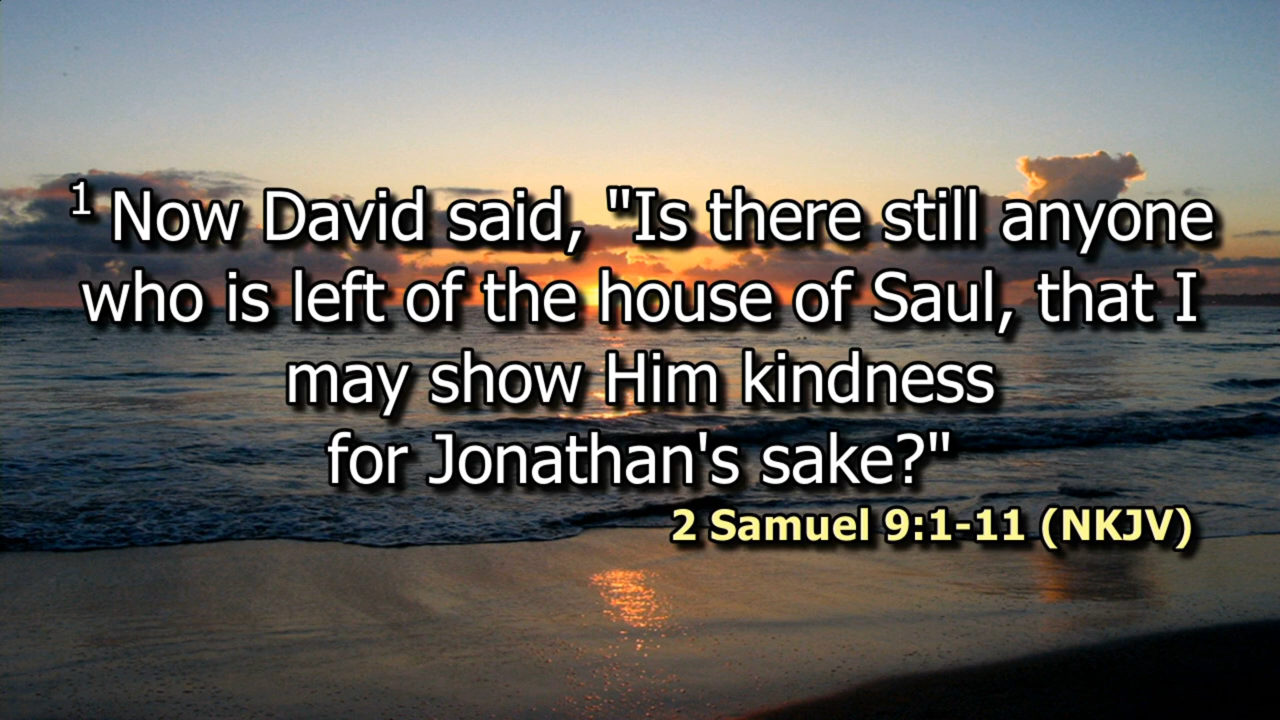 1 Now David said, "Is there still anyone
who is left of the house of Saul, that I
may show Him kindness
for Jonathan's sake?"
2 Samuel 9:1-11 (NKJV)